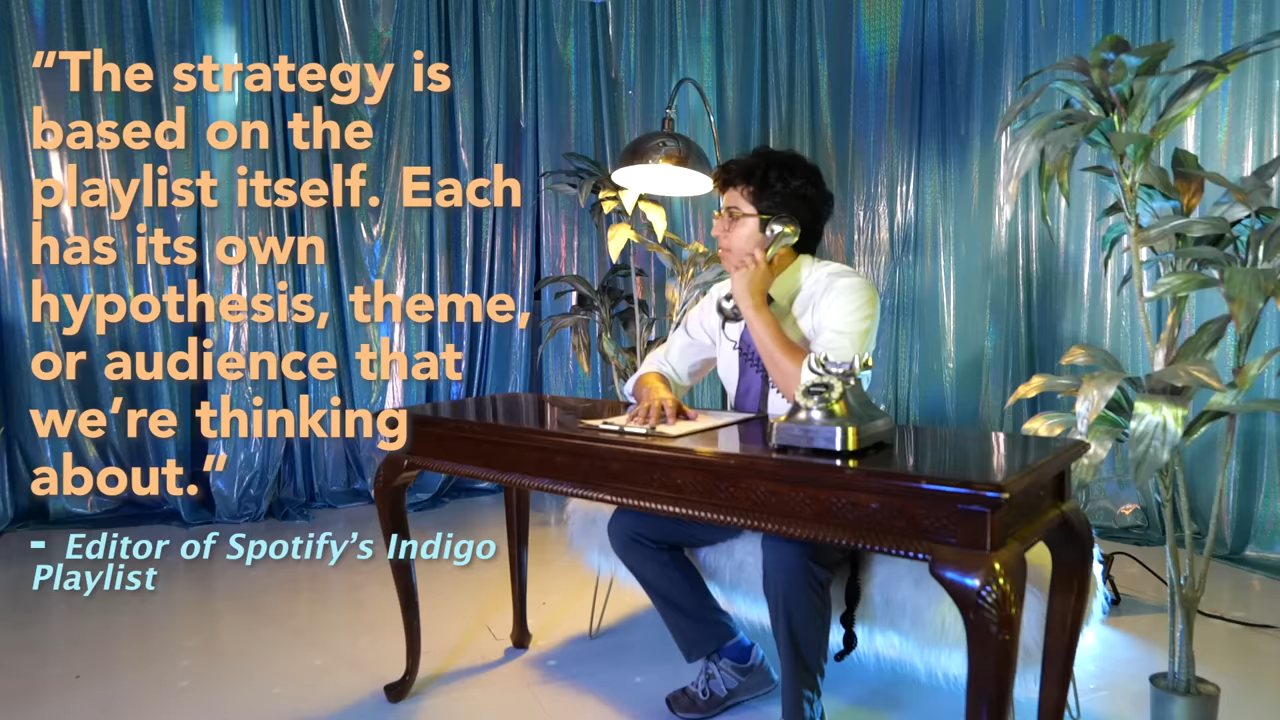 “The strategy is
based on the
playlist itself. Each
has its own
hypothesis, theme,
or audience that
we‘re thinking
about.”
- Editor of Spotify’s Indigo
Playlist